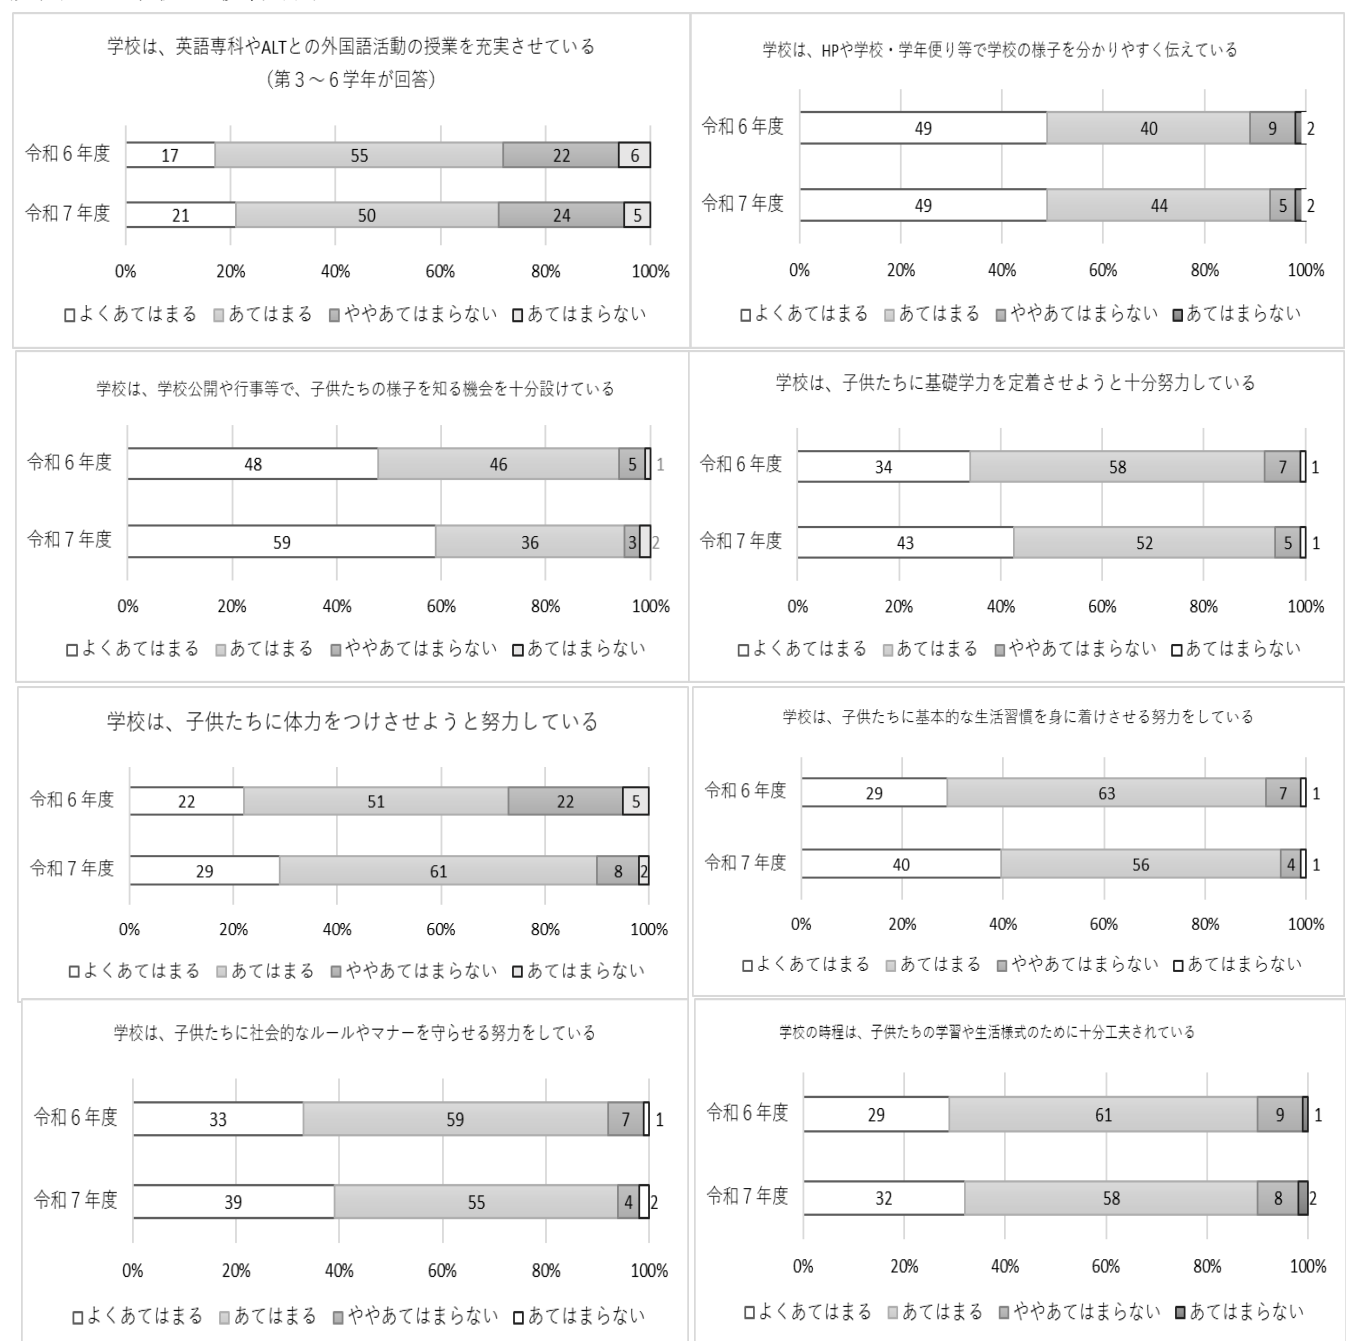 学校は、英語専科やALTとの外国語活動の授業を充実させている
（第３～６学年が回答）
令和６年度 17 55 22 6
令和７年度 21 50 24 5
0% 20% 40% 60% 80% 100%
□よくあてはまる ■あてはまる ■ややあてはまらない □あてはまらない
学校は、HPや学校・学年便り等で学校の様子を分かりやすく伝えている
令和６年度 49 40 9 2
令和７年度 49 44 5 2
0% 20% 40% 60% 80% 100%
□よくあてはまる ■あてはまる ■ややあてはまらない ■あてはまらない
学校は、学校公開や行事等で、子供たちの様子を知る機会を十分設けている
令和６年度 48 46 5 1
令和７年度 59 36 3 2
0% 20% 40% 60% 80% 100%
□よくあてはまる ■あてはまる ■ややあてはまらない □あてはまらない
学校は、子供たちに基礎学力を定着させようと十分努力している
令和６年度 34 58 7 1
令和７年度 43 52 5 1
0% 20% 40% 60% 80% 100%
□よくあてはまる ■あてはまる ■ややあてはまらない □あてはまらない
学校は、子供たちに体力をつけさせようと努力している
令和６年度 22 51 22 5
令和７年度 29 61 8 2
0% 20% 40% 60% 80% 100%
□よくあてはまる ■あてはまる ■ややあてはまらない □あてはまらない
学校は、子供たちに基本的な生活習慣を身に着けさせる努力をしている
令和６年度 29 63 7 1
令和７年度 40 56 4 1
0% 20% 40% 60% 80% 100%
□よくあてはまる ■あてはまる ■ややあてはまらない □あてはまらない
学校は、子供たちに社会的なルールやマナーを守らせる努力をしている
令和６年度 33 59 7 1
令和７年度 39 55 4 2
0% 20% 40% 60% 80% 100%
□よくあてはまる ■あてはまる ■ややあてはまらない □あてはまらない
学校の時程は、子供たちの学習や生活様式のために十分工夫されている
令和６年度 29 61 9 1
令和７年度 32 58 8 2
0% 20% 40% 60% 80% 100%
□よくあてはまる ■あてはまる ■ややあてはまらない ■あてはまらない